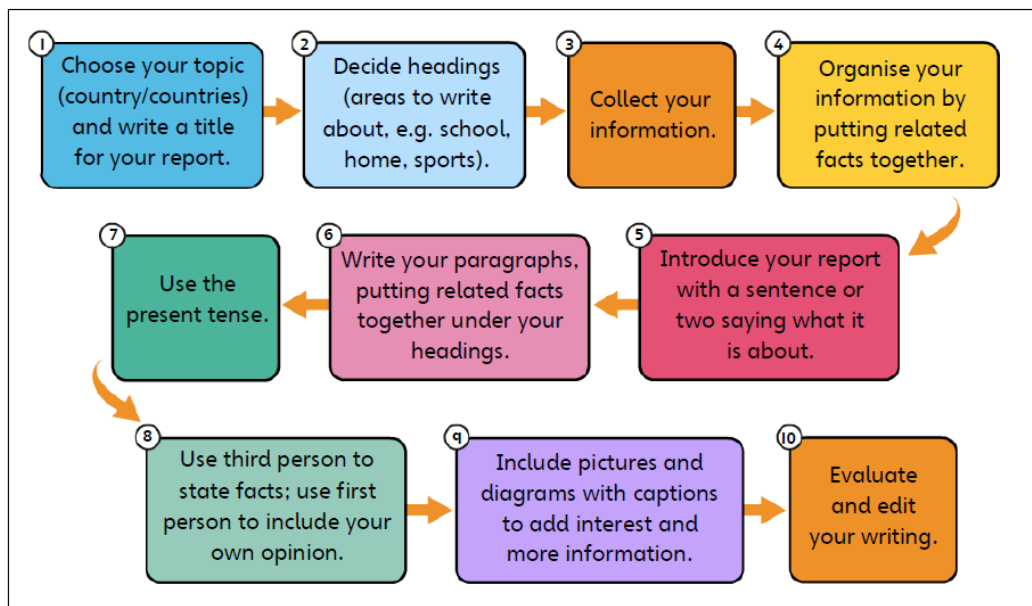 1
Choose your topic
(country/countries)
and write a title
for your report.
2
Decide headings
(areas to write
about, e.g. school,
home, sports).
3
Collect your
information.
4
Organise your
information by
putting related
facts together.
5
Introduce your report
with a sentence or
two saying what it
is about.
6
Write your paragraphs,
putting related facts
together under your
headings.
7
Use the
present tense.
8
Use third person to
state facts; use first
person to include your
own opinion.
9
Include pictures and
diagrams with captions
to add interest and
more information.
10
Evaluate
and edit
your writing.